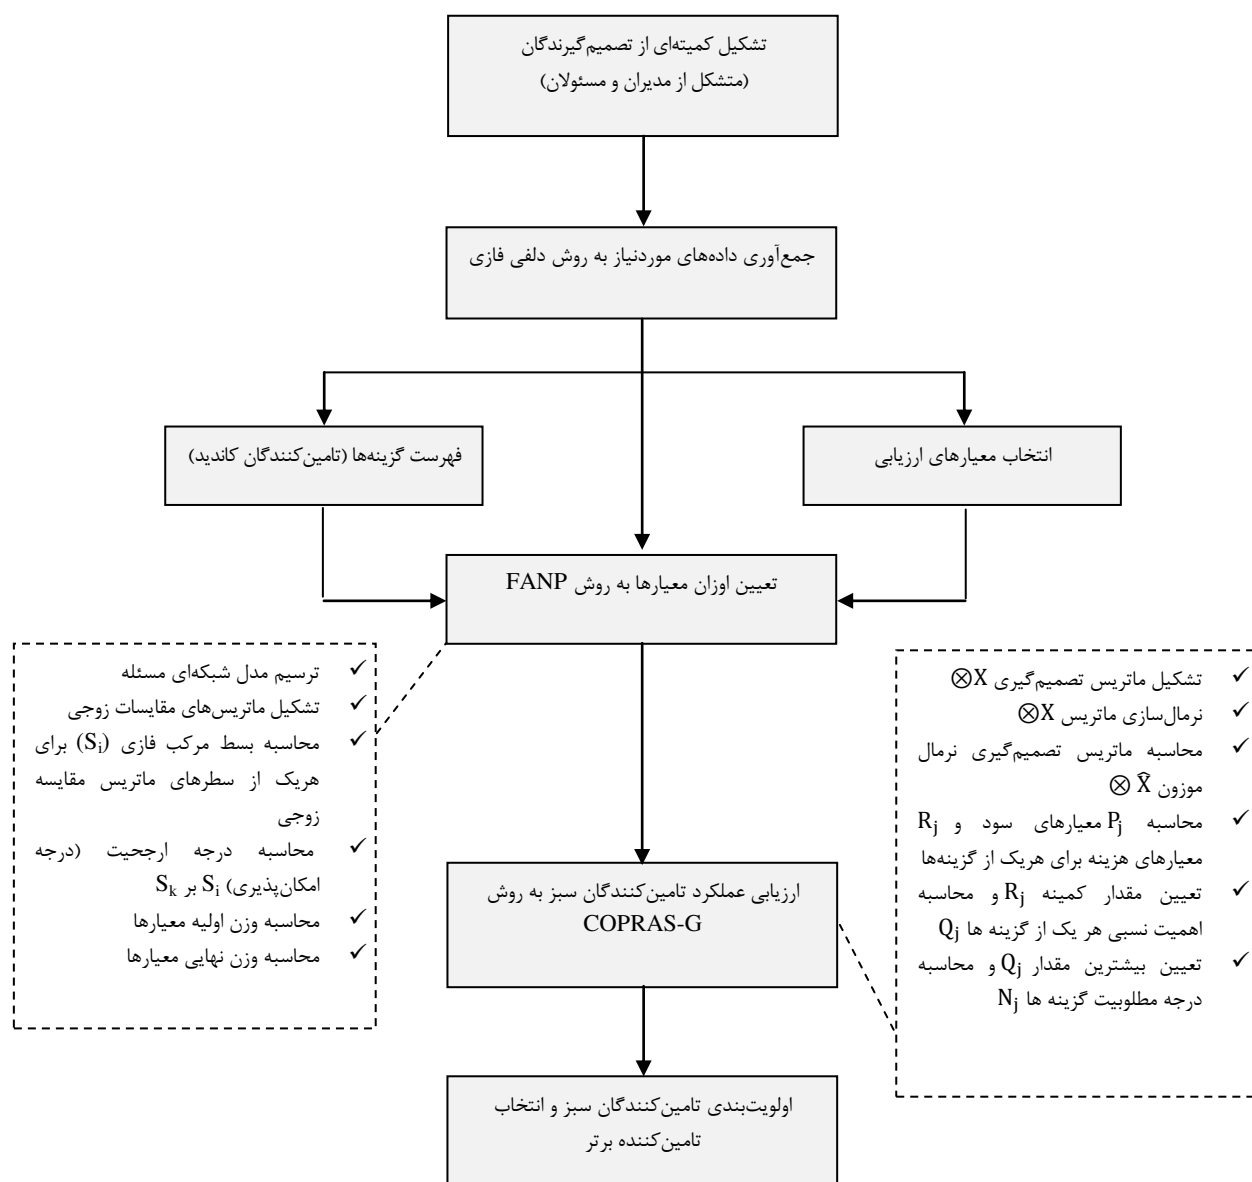 تشکیل کمیته‌ای از تصمیم‌گیرندگان
(متشکل از مدیران و مسئولان)
جمع‌آوری داده‌های موردنیاز به روش دلفی فازی
انتخاب معیارهای ارزیابی
فهرست گزینه‌ها (تامین‌کنندگان کاندید)
تعیین اوزان معیارها به روش FANP
✓ تشکیل ماتریس تصمیم‌گیری ⊗X
✓ نرمال‌سازی ماتریس ⊗X
✓ محاسبه ماتریس تصمیم‌گیری نرمال
موزون ⊗ X̂
✓ محاسبه Pj معیارهای سود و Rj
معیارهای هزینه برای هریک از گزینه‌ها
✓ تعیین مقدار کمینه Rj و محاسبه
اهمیت نسبی هر یک از گزینه ها Qj
✓ تعیین بیشترین مقدار Qj و محاسبه
درجه مطلوبیت گزینه ها Nj
✓ ترسیم مدل شبکه‌ای مسئله
✓ تشکیل ماتریس‌های مقایسات زوجی
✓ محاسبه بسط مرکب فازی (Si) برای
هریک از سطرهای ماتریس مقایسه
زوجی
✓ محاسبه درجه ارجحیت (درجه
امکان‌پذیری) Si بر Sk
✓ محاسبه وزن اولیه معیارها
✓ محاسبه وزن نهایی معیارها
ارزیابی عملکرد تامین‌کنندگان سبز به روش
COPRAS-G
اولویت‌بندی تامین‌کنندگان سبز و انتخاب
تامین‌کننده برتر